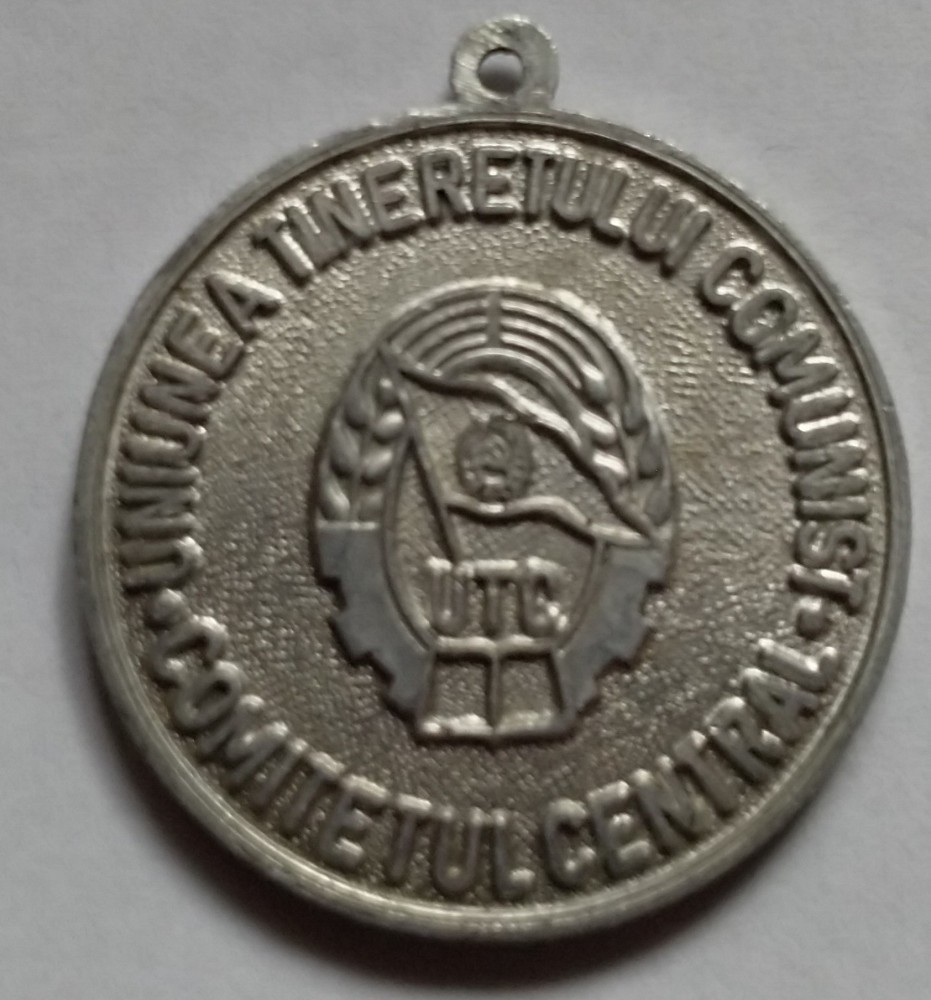 UNIUNEA TINERETULUI COMUNIST
UTC
• COMITETUL CENTRAL •